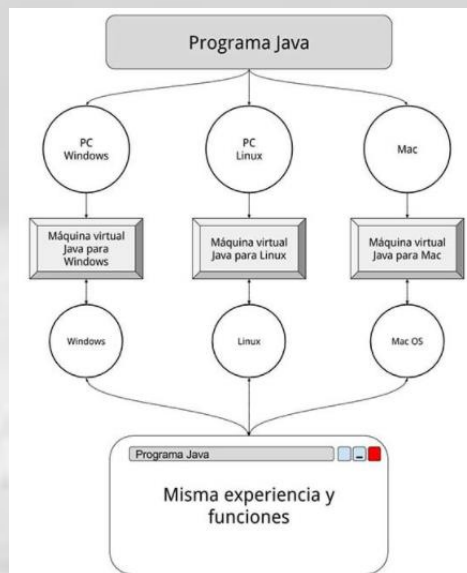 Programa Java
PC
Windows
PC
Linux
Mac
Máquina virtual
Java para
Windows
Máquina virtual
Java para Linux
Máquina virtual
Java para Mac
Windows
Linux
Mac OS
Programa Java
Misma experiencia y
funciones